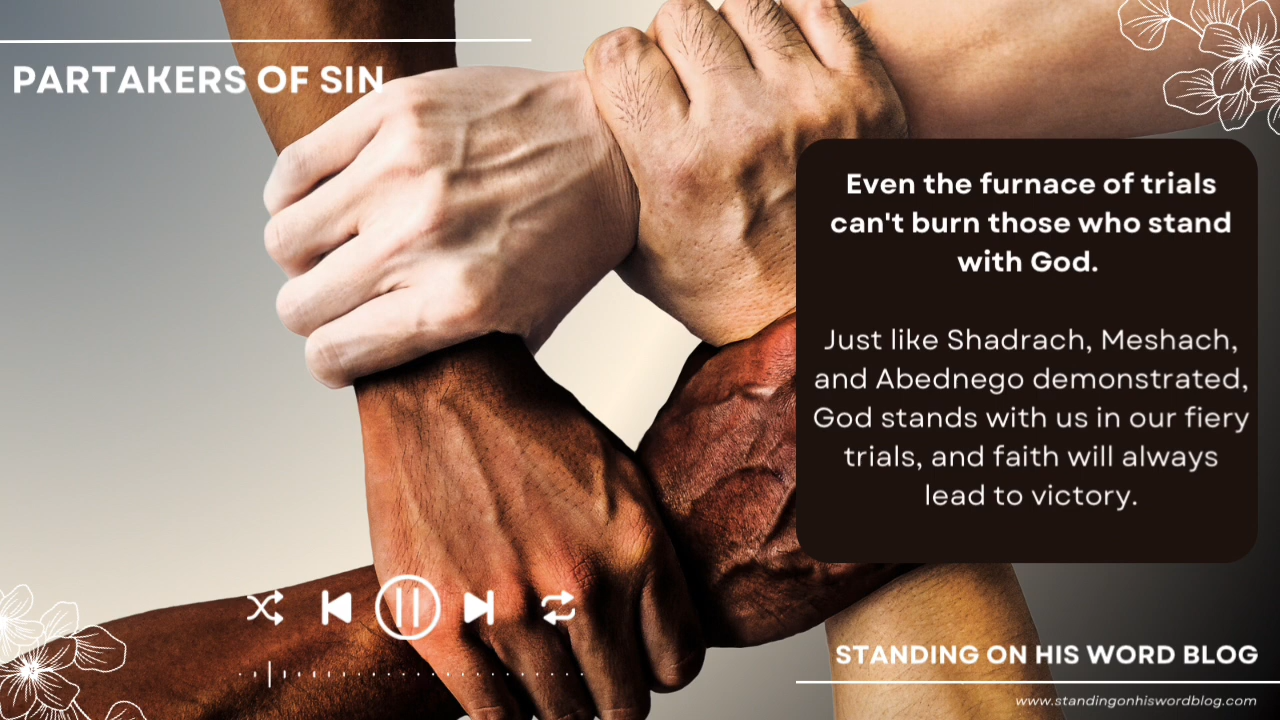 PARTAKERS OF SIN
Even the furnace of trials
can't burn those who stand
with God.
Just like Shadrach, Meshach,
and Abednego demonstrated,
God stands with us in our fiery
trials, and faith will always
lead to victory.
STANDING ON HIS WORD BLOG
www.standingonhiswordblog.com